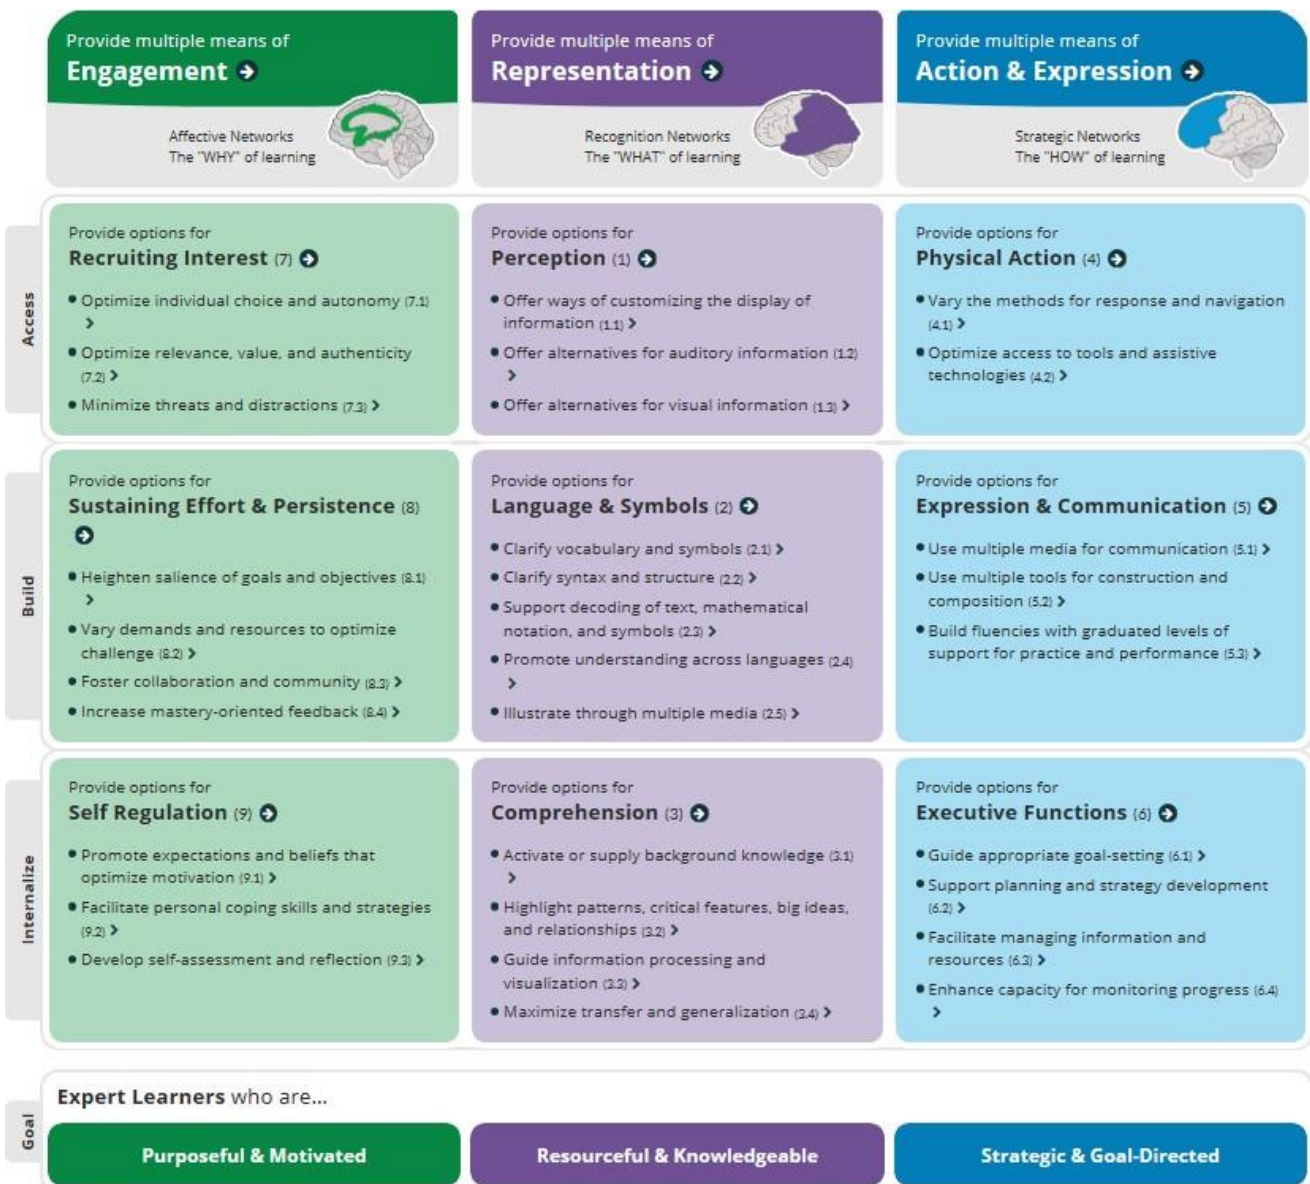 Provide multiple means of
Engagement
Affective Networks
The "WHY" of learning
Provide multiple means of
Representation
Recognition Networks
The "WHAT" of learning
Provide multiple means of
Action & Expression
Strategic Networks
The "HOW" of learning
Access
Provide options for
Recruiting Interest (7)
• Optimize individual choice and autonomy (7.1)
>
• Optimize relevance, value, and authenticity
(7.2) >
• Minimize threats and distractions (7.3) >
Provide options for
Perception (1)
• Offer ways of customizing the display of
information (1.1) >
• Offer alternatives for auditory information (1.2)
>
• Offer alternatives for visual information (1.3) >
Provide options for
Physical Action (4)
• Vary the methods for response and navigation
(4.1) >
• Optimize access to tools and assistive
technologies (4.2) >
Build
Provide options for
Sustaining Effort & Persistence (8)
• Heighten salience of goals and objectives (8.1)
>
• Vary demands and resources to optimize
challenge (8.2) >
• Foster collaboration and community (8.3) >
• Increase mastery-oriented feedback (8.4) >
Provide options for
Language & Symbols (2)
• Clarify vocabulary and symbols (2.1) >
• Clarify syntax and structure (2.2) >
• Support decoding of text, mathematical
notation, and symbols (2.3) >
• Promote understanding across languages (2.4)
>
• Illustrate through multiple media (2.5) >
Provide options for
Expression & Communication (5)
• Use multiple media for communication (5.1) >
• Use multiple tools for construction and
composition (5.2) >
• Build fluencies with graduated levels of
support for practice and performance (5.3) >
Internalize
Provide options for
Self Regulation (9)
• Promote expectations and beliefs that
optimize motivation (9.1) >
• Facilitate personal coping skills and strategies
(9.2) >
• Develop self-assessment and reflection (9.3) >
Provide options for
Comprehension (3)
• Activate or supply background knowledge (3.1)
>
• Highlight patterns, critical features, big ideas,
and relationships (3.2) >
• Guide information processing and
visualization (3.3) >
• Maximize transfer and generalization (3.4) >
Provide options for
Executive Functions (6)
• Guide appropriate goal-setting (6.1) >
• Support planning and strategy development
(6.2) >
• Facilitate managing information and
resources (6.3) >
• Enhance capacity for monitoring progress (6.4)
>
Goal
Expert Learners who are...
Purposeful & Motivated
Resourceful & Knowledgeable
Strategic & Goal-Directed